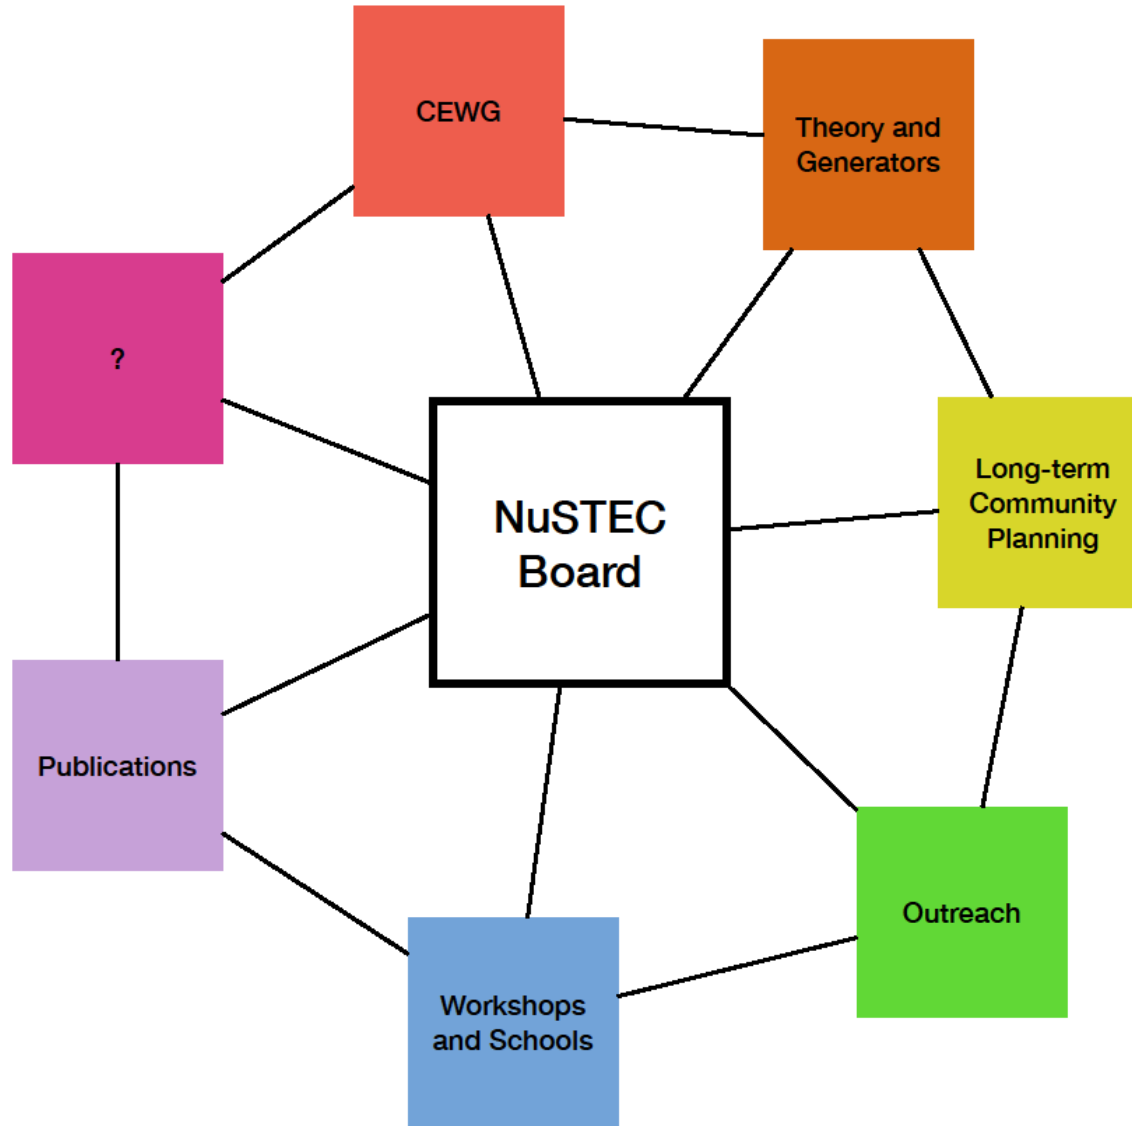 CEWG
Theory and
Generators
?
Long-term
Community
Planning
NuSTEC
Board
Publications
Outreach
Workshops
and Schools